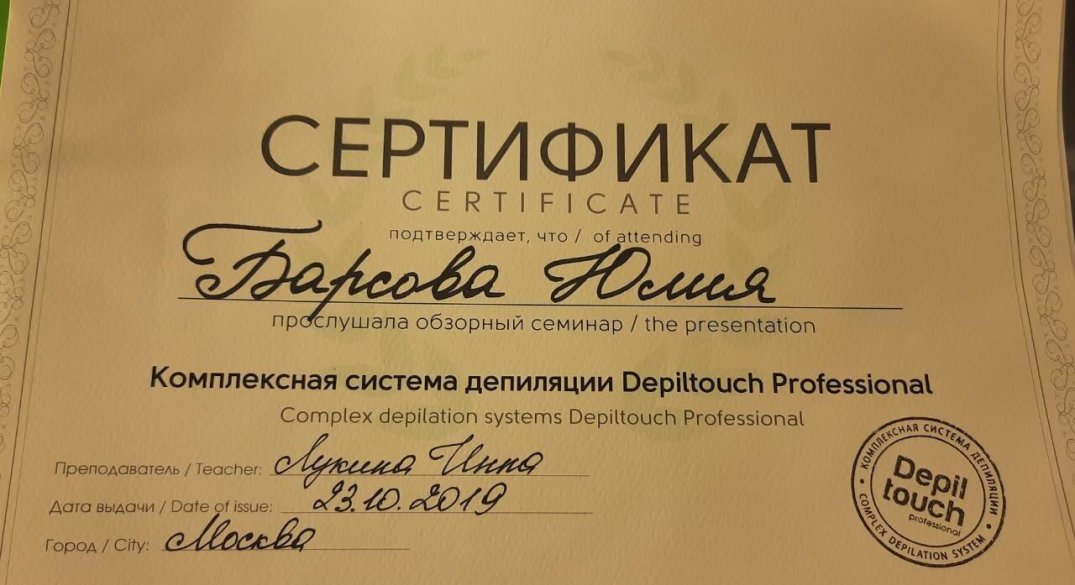 СЕРТИФИКАТ
CERTIFICATE
подтверждает, что / of attending
Барсова Юлия
прослушала обзорный семинар / the presentation
Комплексная система депиляции Depiltouch Professional
Complex depilation systems Depiltouch Professional
Преподаватель / Teacher: Лукина Инна
Дата выдачи / Date of issue: 23.10.2019
Город / City: Москва
КОМПЛЕКСНАЯ СИСТЕМА ДЕПИЛЯЦИИ
Depil
touch
professional
COMPLEX DEPILATION SYSTEM